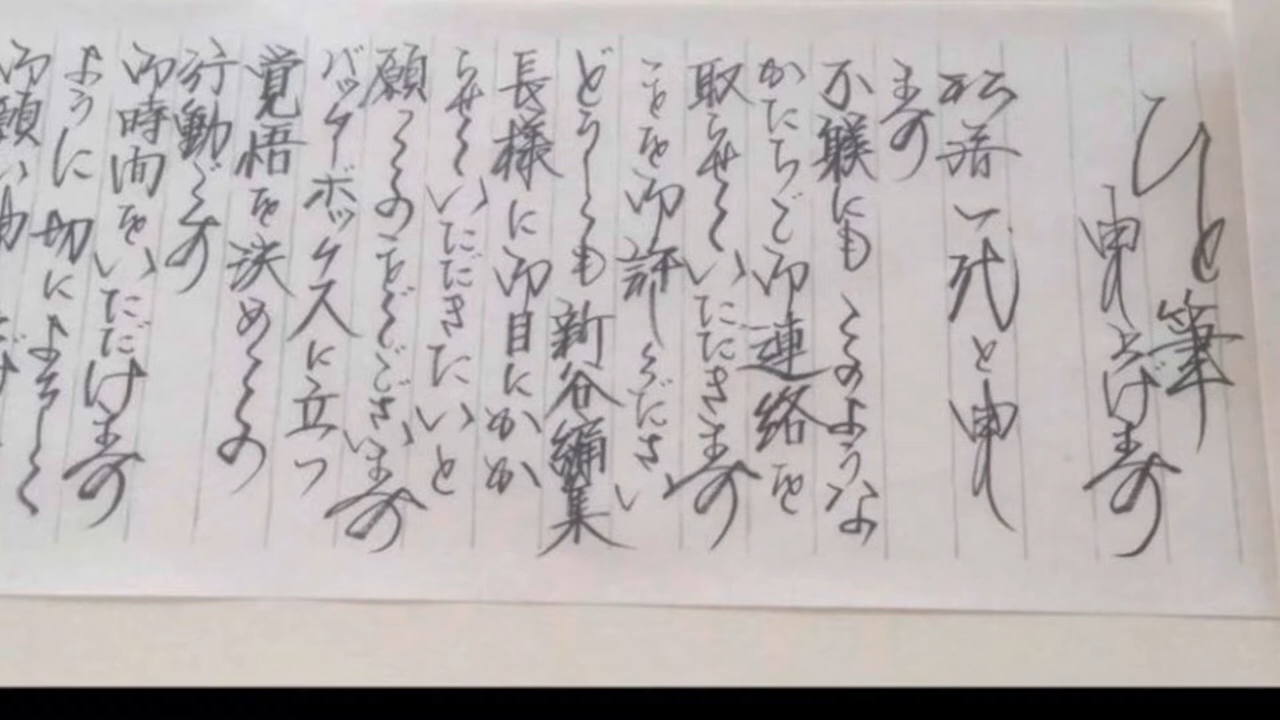 ひと筆
申上げます
私 落一代と申し
ます
不躾にも このような
かたちで御連絡を
取らせていただきます
ことを御許しください
どうしても 新谷編集
長様に御目にかか
らせていただきたいと
願ってのことでございます
バッターボックスに立つ
覚悟を決めての
行動です
御時間をいただけます
ように 切によろしく
御願い